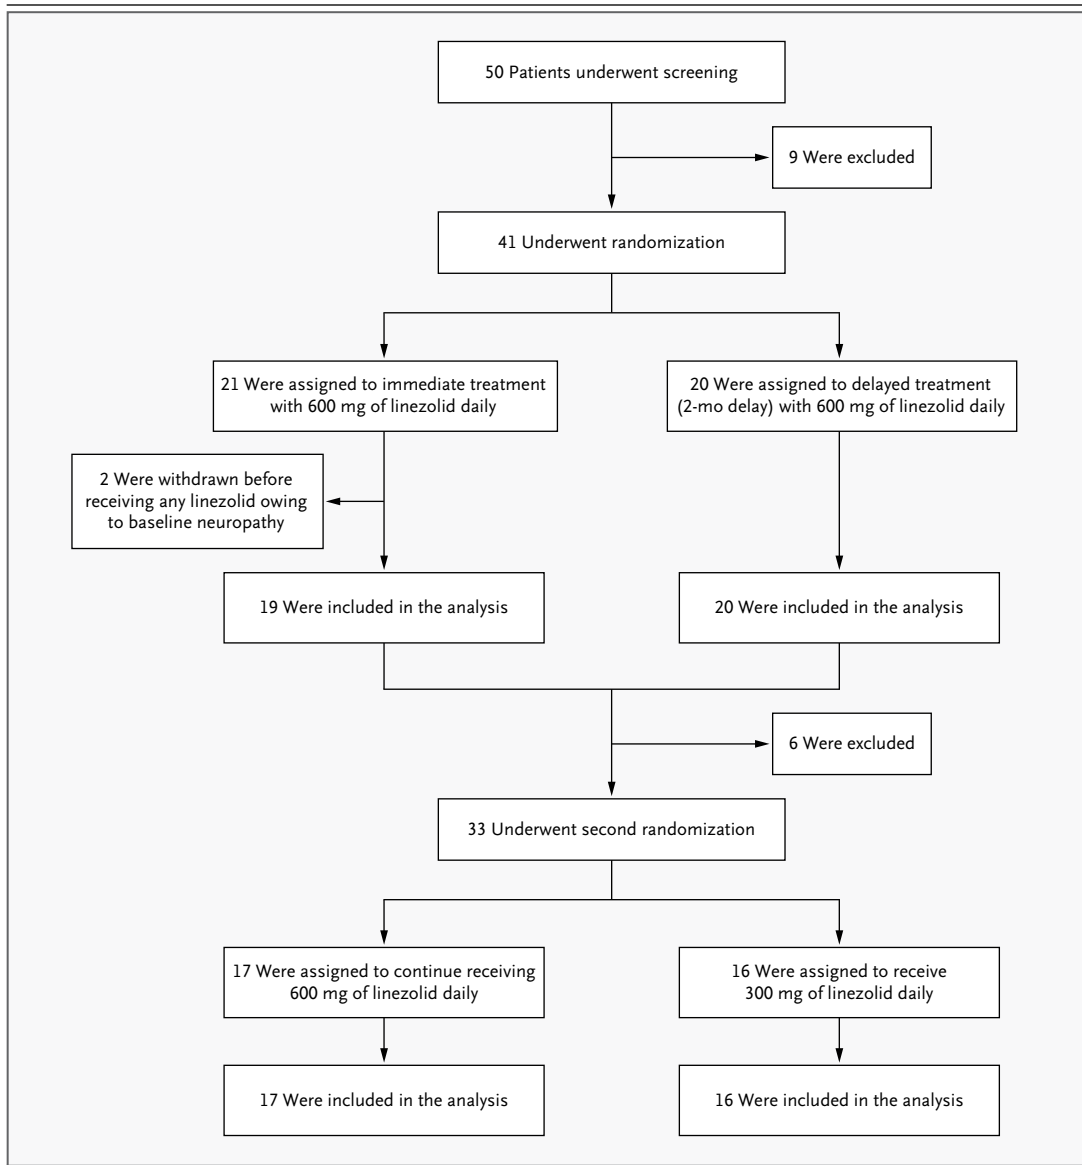 50 Patients underwent screening
9 Were excluded
41 Underwent randomization
21 Were assigned to immediate treatment
with 600 mg of linezolid daily
20 Were assigned to delayed treatment
(2-mo delay) with 600 mg of linezolid daily
2 Were withdrawn before
receiving any linezolid owing
to baseline neuropathy
19 Were included in the analysis
20 Were included in the analysis
6 Were excluded
33 Underwent second randomization
17 Were assigned to continue receiving
600 mg of linezolid daily
16 Were assigned to receive
300 mg of linezolid daily
17 Were included in the analysis
16 Were included in the analysis